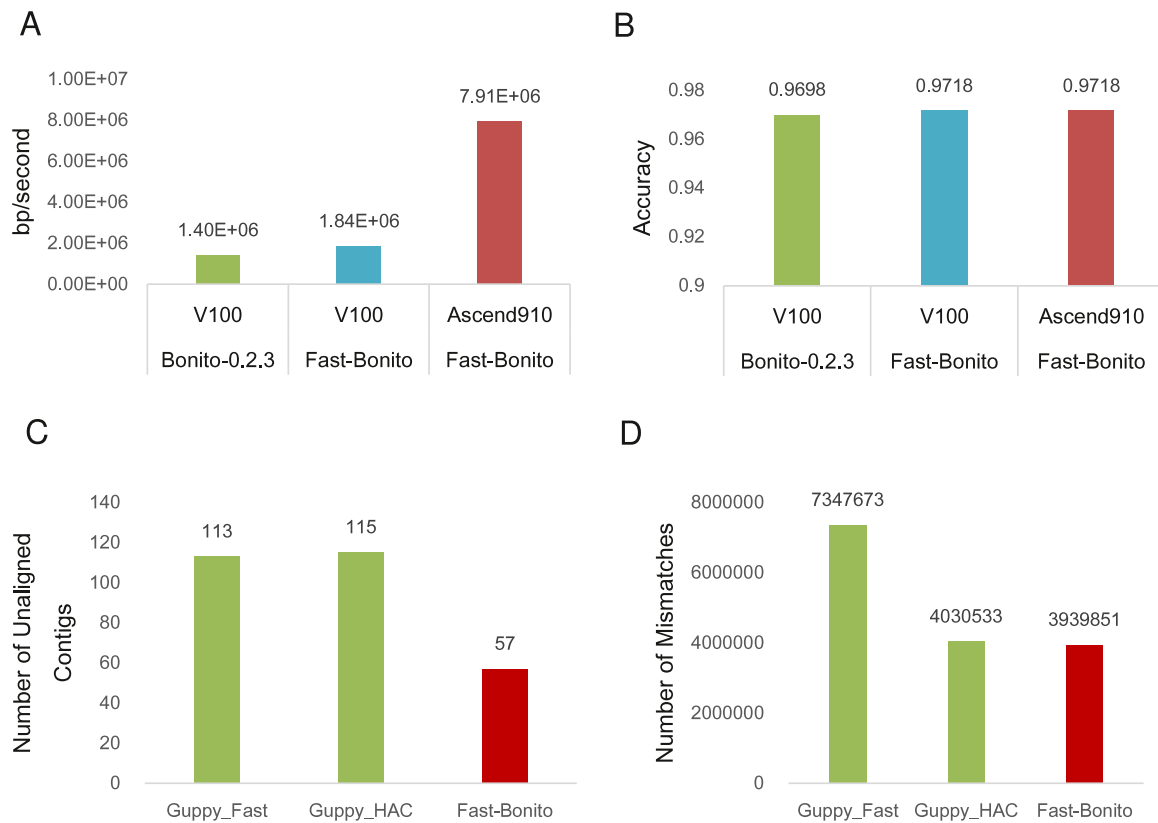 A
bp/second
1.00E+07
8.00E+06
6.00E+06
4.00E+06
2.00E+06
0.00E+00
1.40E+06
1.84E+06
7.91E+06
V100 V100 Ascend910
Bonito-0.2.3 Fast-Bonito Fast-Bonito
B
Accuracy
0.98
0.96
0.94
0.92
0.9
0.9698
0.9718
0.9718
V100 V100 Ascend910
Bonito-0.2.3 Fast-Bonito Fast-Bonito
C
Number of Unaligned
Contigs
140
120
100
80
60
40
20
0
113
115
57
Guppy_Fast Guppy_HAC Fast-Bonito
D
Number of Mismatches
8000000
6000000
4000000
2000000
0
7347673
4030533
3939851
Guppy_Fast Guppy_HAC Fast-Bonito